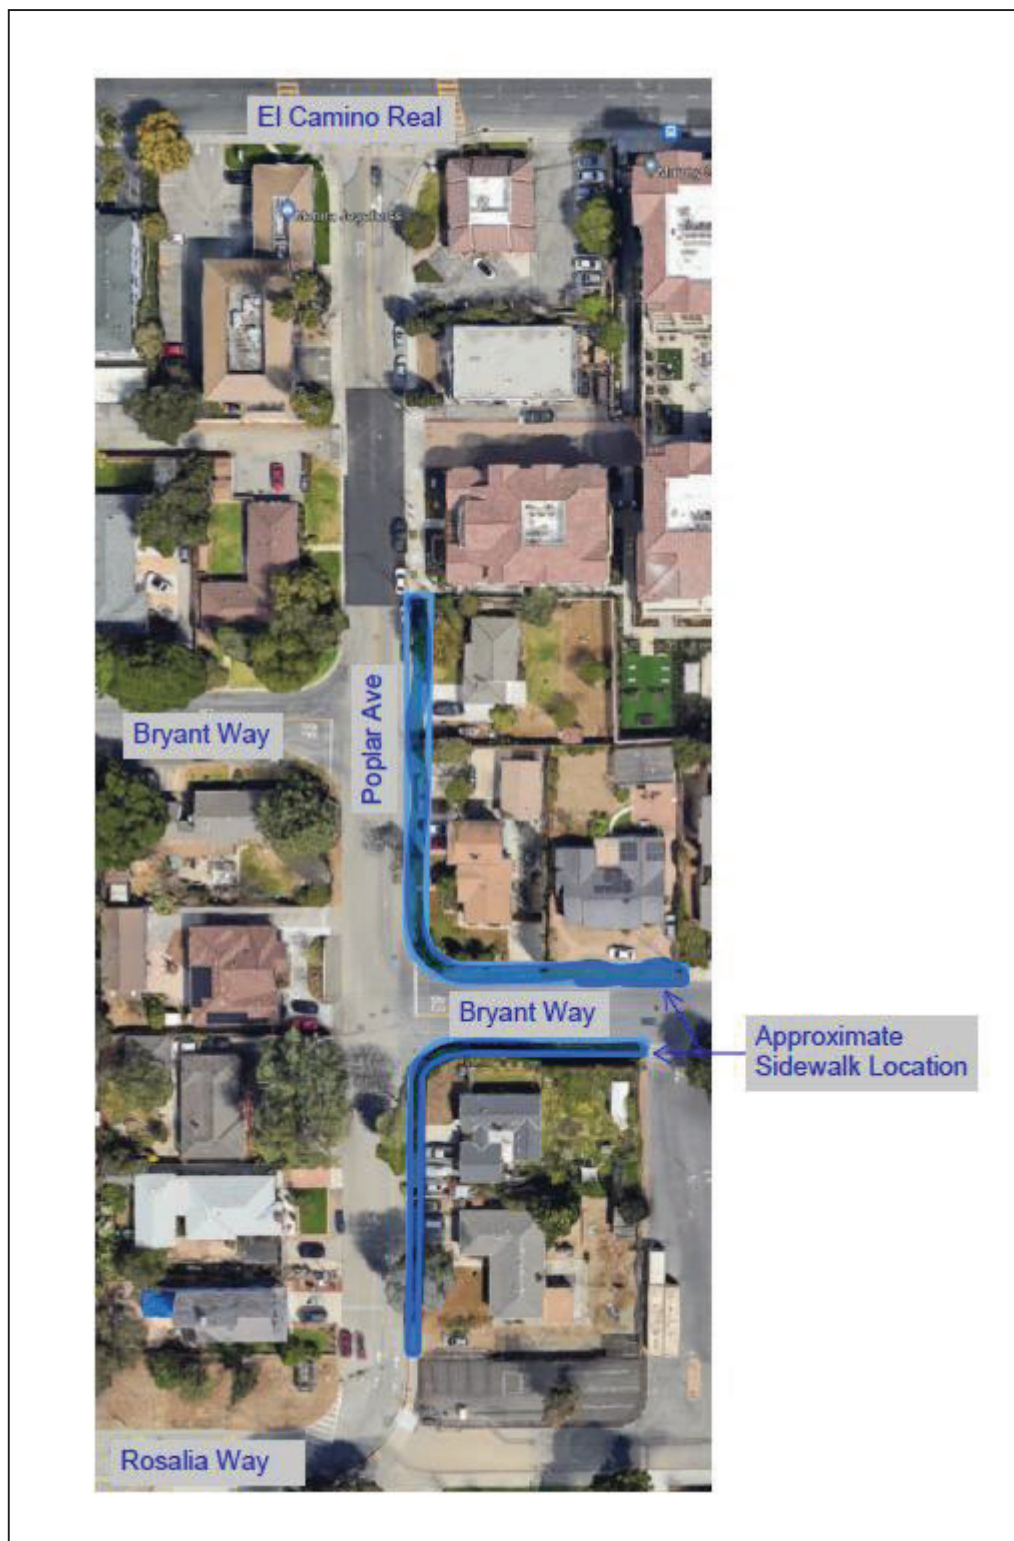 El Camino Real
Poplar Ave
Bryant Way
Bryant Way
Approximate
Sidewalk Location
Rosalia Way